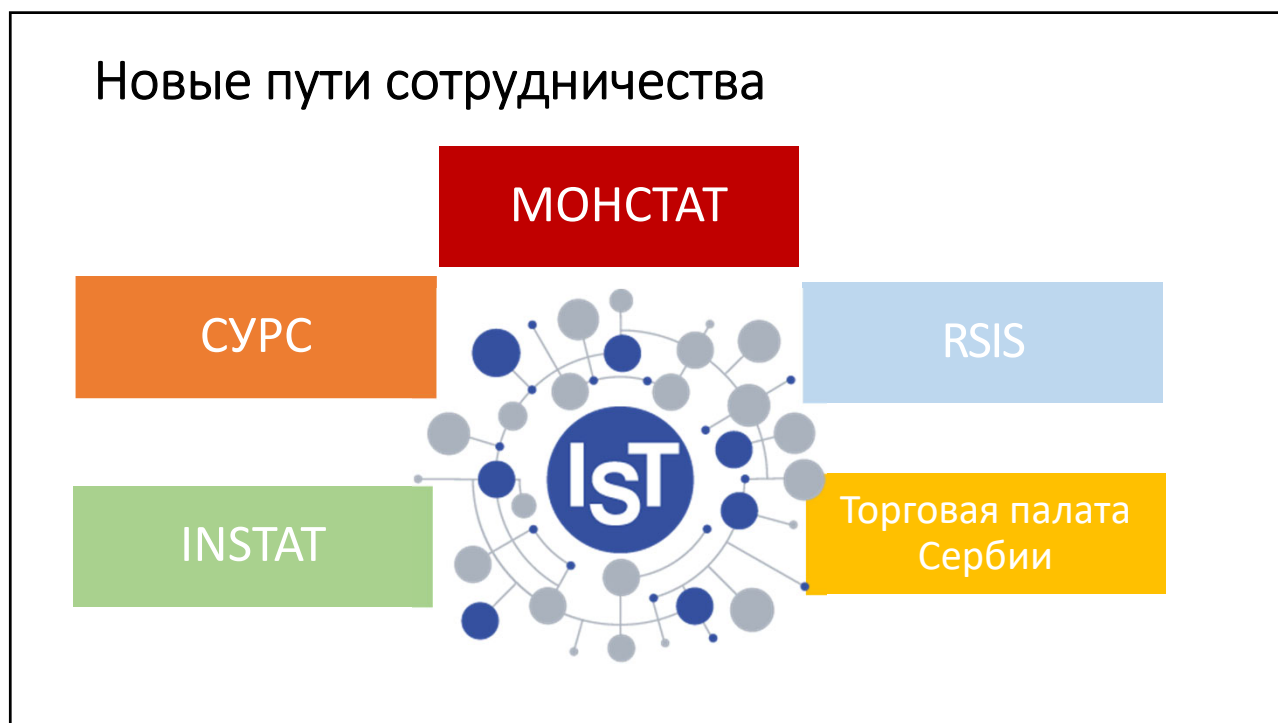 Новые пути сотрудничества
МОНСТАТ
СУРС
RSIS
IST
INSTAT
Торговая палата
Сербии